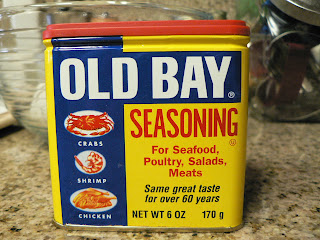 OLD BAY®
SEASONING®
For Seafood,
Poultry, Salads,
Meats
CRABS
SHRIMP
CHICKEN
Same great taste
for over 60 years
NET WT 6 OZ 170 g